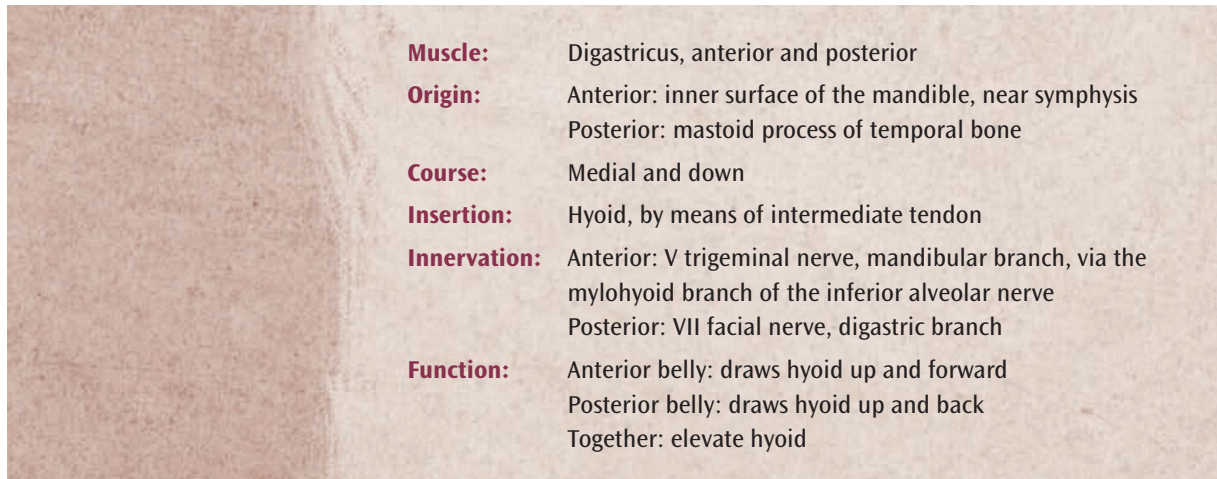 Muscle: Digastricus, anterior and posterior
Origin: Anterior: inner surface of the mandible, near symphysis
Posterior: mastoid process of temporal bone
Course: Medial and down
Insertion: Hyoid, by means of intermediate tendon
Innervation: Anterior: V trigeminal nerve, mandibular branch, via the
mylohyoid branch of the inferior alveolar nerve
Posterior: VII facial nerve, digastric branch
Function: Anterior belly: draws hyoid up and forward
Posterior belly: draws hyoid up and back
Together: elevate hyoid